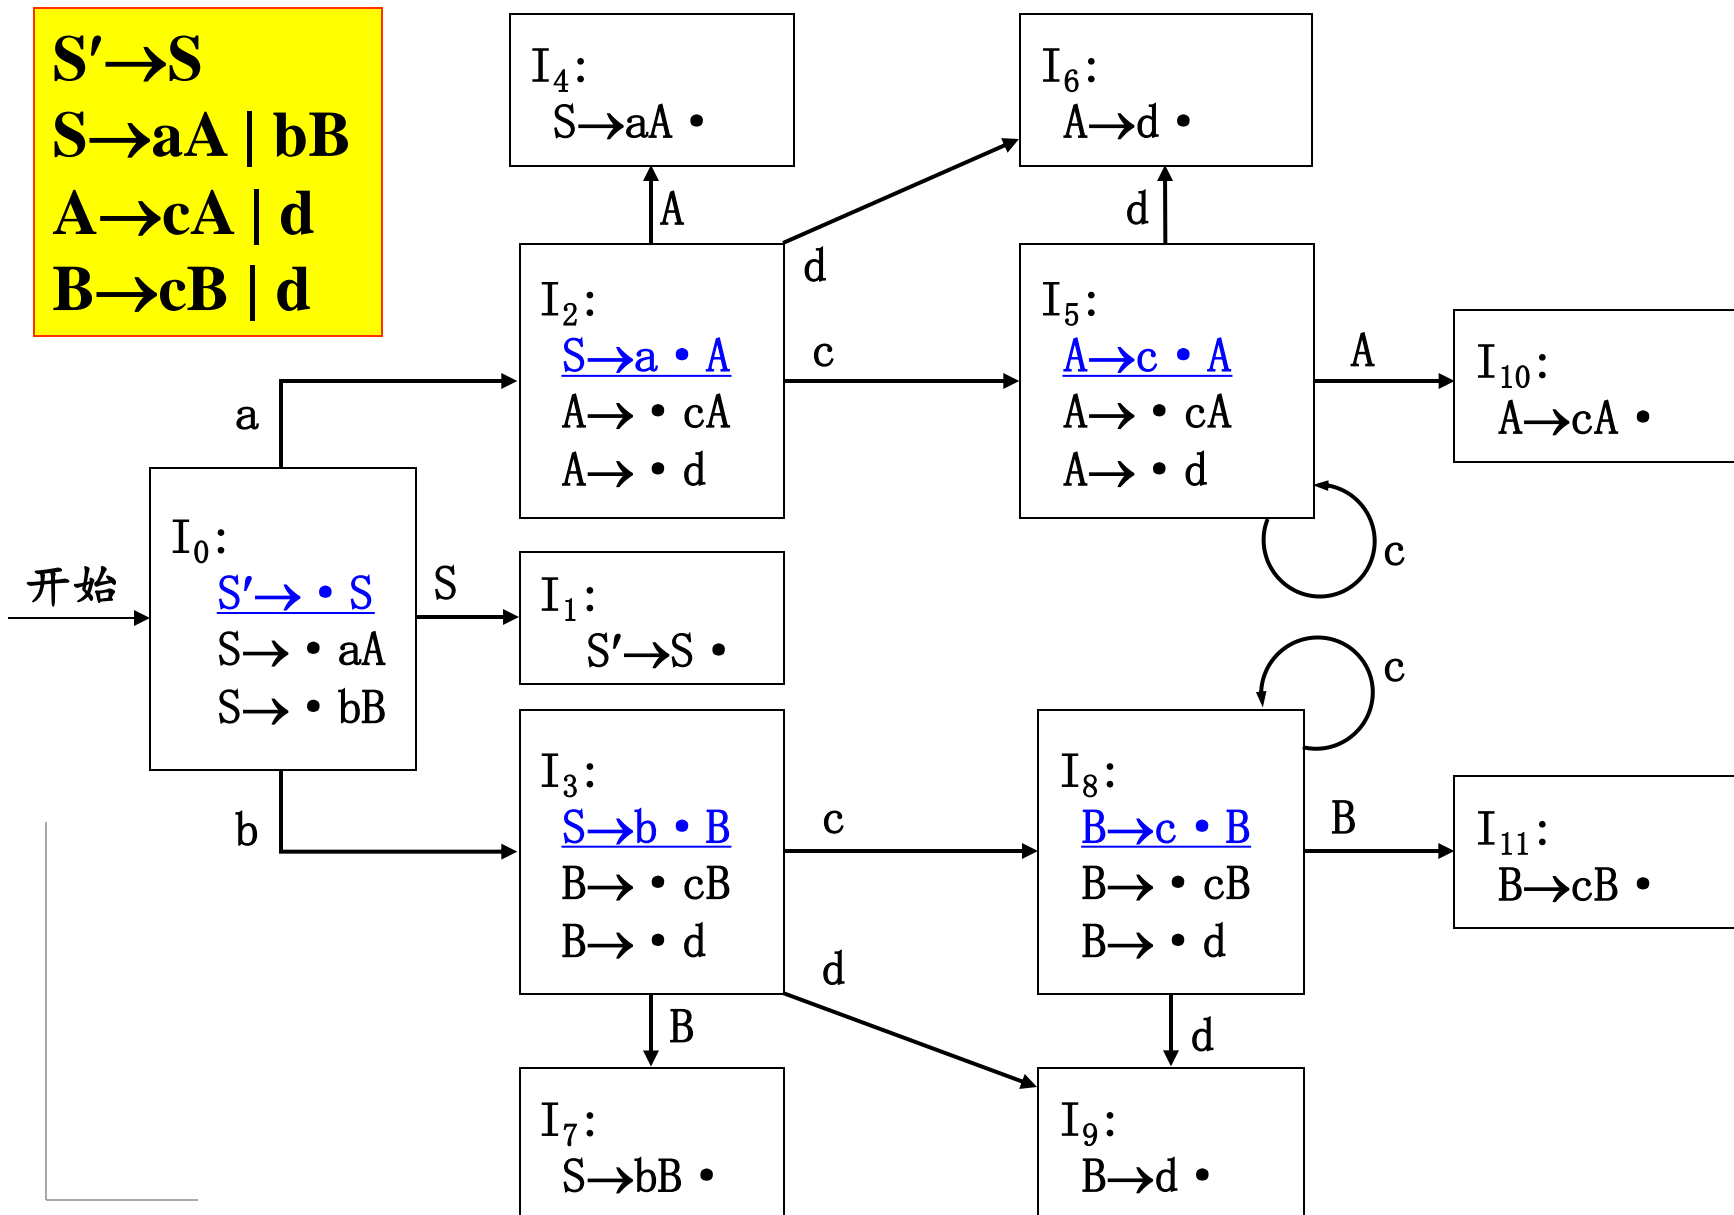 S′→S
S→aA | bB
A→cA | d
B→cB | d
I4:
S→aA·
I6:
A→d·
A
d
d
I2:
S→a·A
A→·cA
A→·d
c
I5:
A→c·A
A→·cA
A→·d
A
I10:
A→cA·
c
a
开始
I0:
S′→·S
S→·aA
S→·bB
S
I1:
S′→S·
b
I3:
S→b·B
B→·cB
B→·d
c
I8:
B→c·B
B→·cB
B→·d
c
B
I11:
B→cB·
B
d
d
I7:
S→bB·
I9:
B→d·